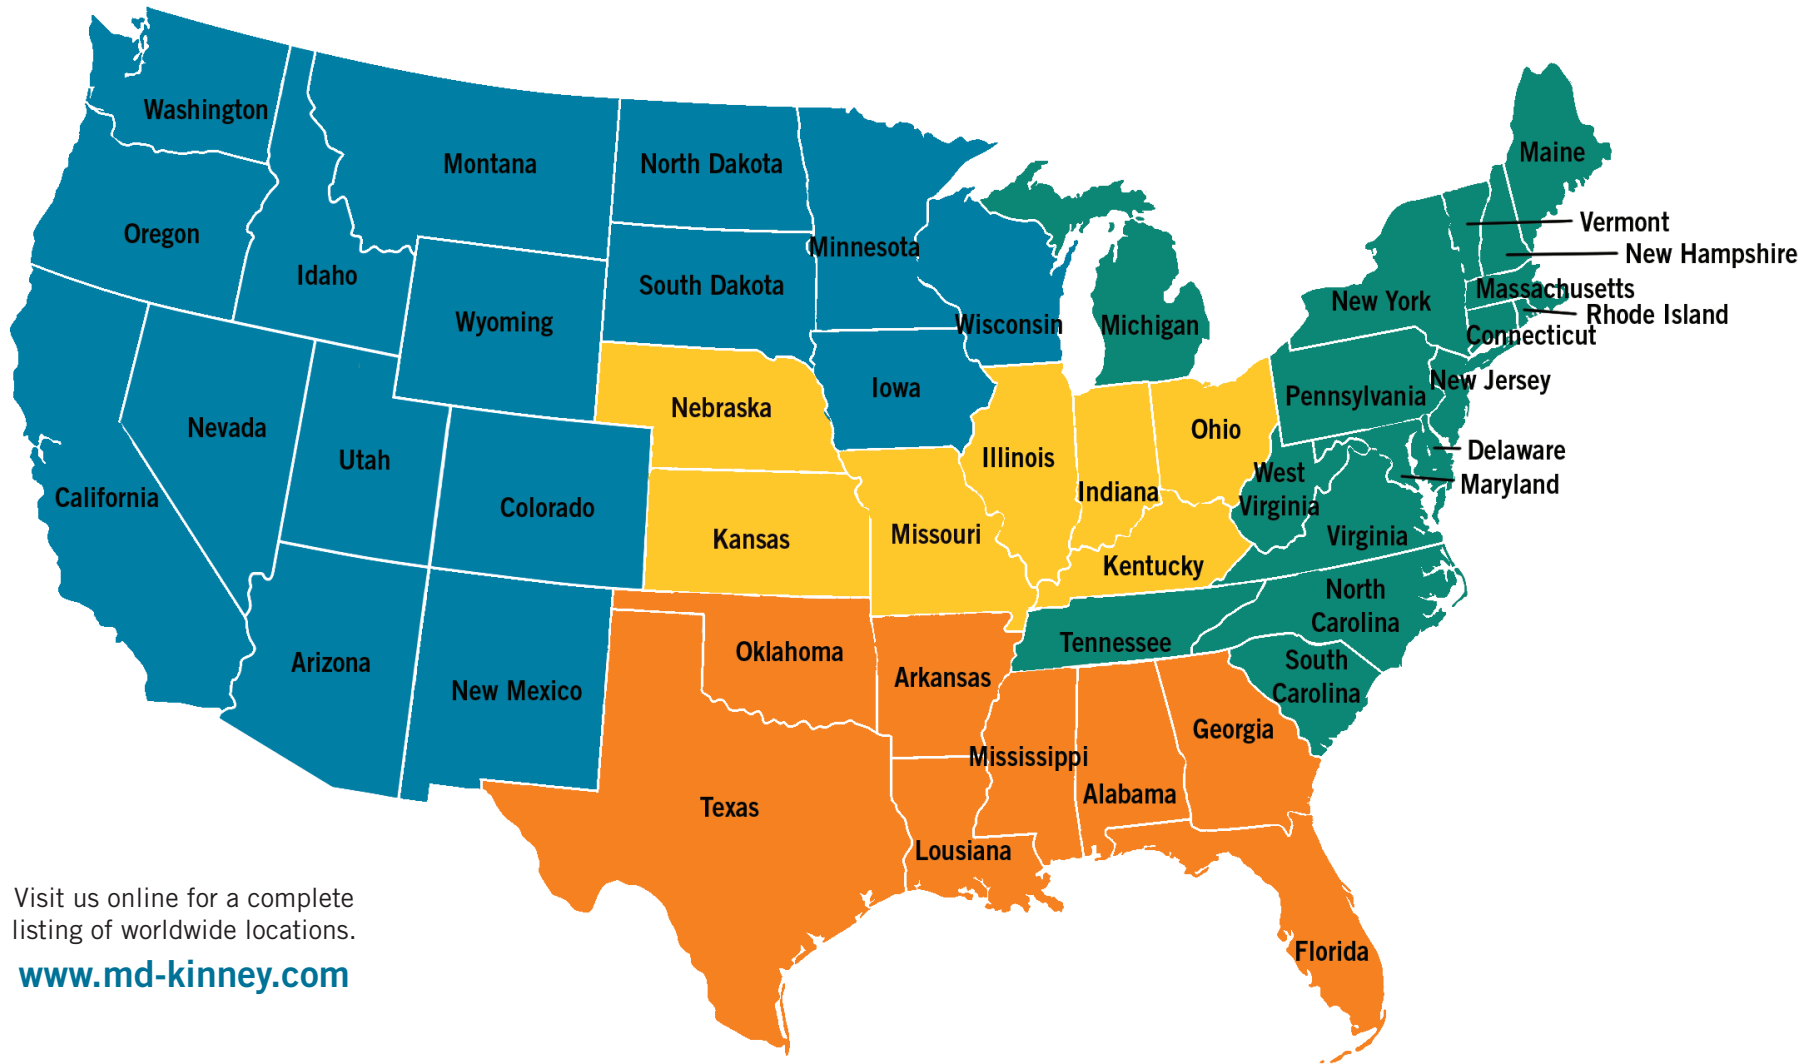 Washington
Maine
Montana
North Dakota
Vermont
Oregon
Minnesota
New Hampshire
Idaho
South Dakota
Massachusetts
New York
Rhode Island
Wyoming
Wisconsin
Michigan
Connecticut
New Jersey
Iowa
Pennsylvania
Nebraska
Nevada
Ohio
Delaware
Utah
Illinois
West
Virginia
Maryland
California
Indiana
Colorado
Missouri
Virginia
Kansas
Kentucky
North
Carolina
Tennessee
Oklahoma
Arizona
South
Carolina
Arkansas
New Mexico
Georgia
Mississippi
Alabama
Texas
Lousiana
Florida
Visit us online for a complete
listing of worldwide locations.
www.md-kinney.com